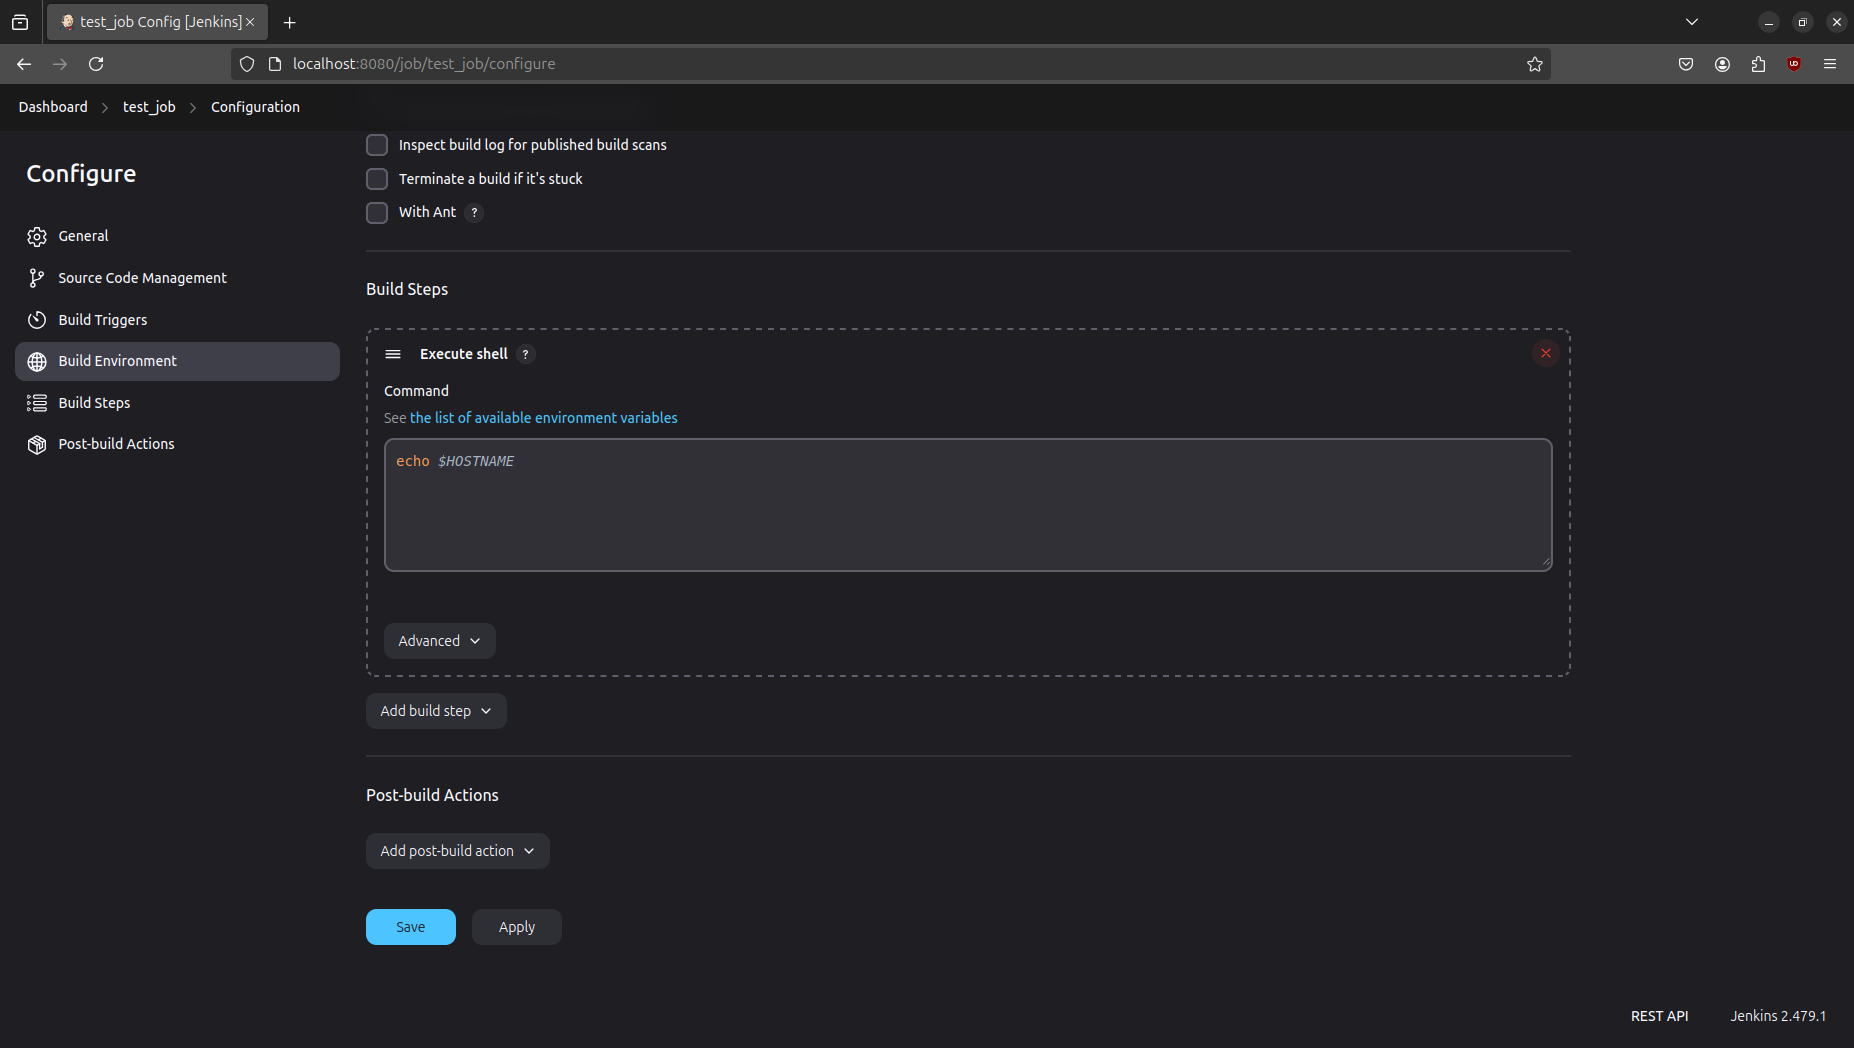 test_job Config [Jenkins]
localhost:8080/job/test_job/configure
Dashboard
test_job
Configuration
Configure
General
Source Code Management
Build Triggers
Build Environment
Build Steps
Post-build Actions
Inspect build log for published build scans
Terminate a build if it's stuck
With Ant ?
Build Steps
Execute shell ?
Command
See the list of available environment variables
echo $HOSTNAME
Advanced
Add build step
Post-build Actions
Add post-build action
Save
Apply
REST API
Jenkins 2.479.1